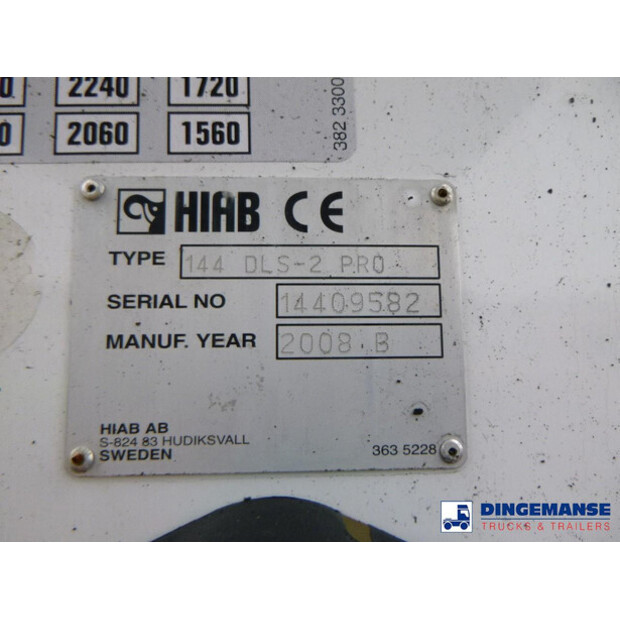 2240 1720
2060 1560
382 3300
HIAB CE
TYPE 144 DLS-2 PRO
SERIAL NO 14409582
MANUF. YEAR 2008 B
HIAB AB
S-824 83 HUDIKSVALL
SWEDEN 363 5228
DINGEMANSE
TRUCKS & TRAILERS